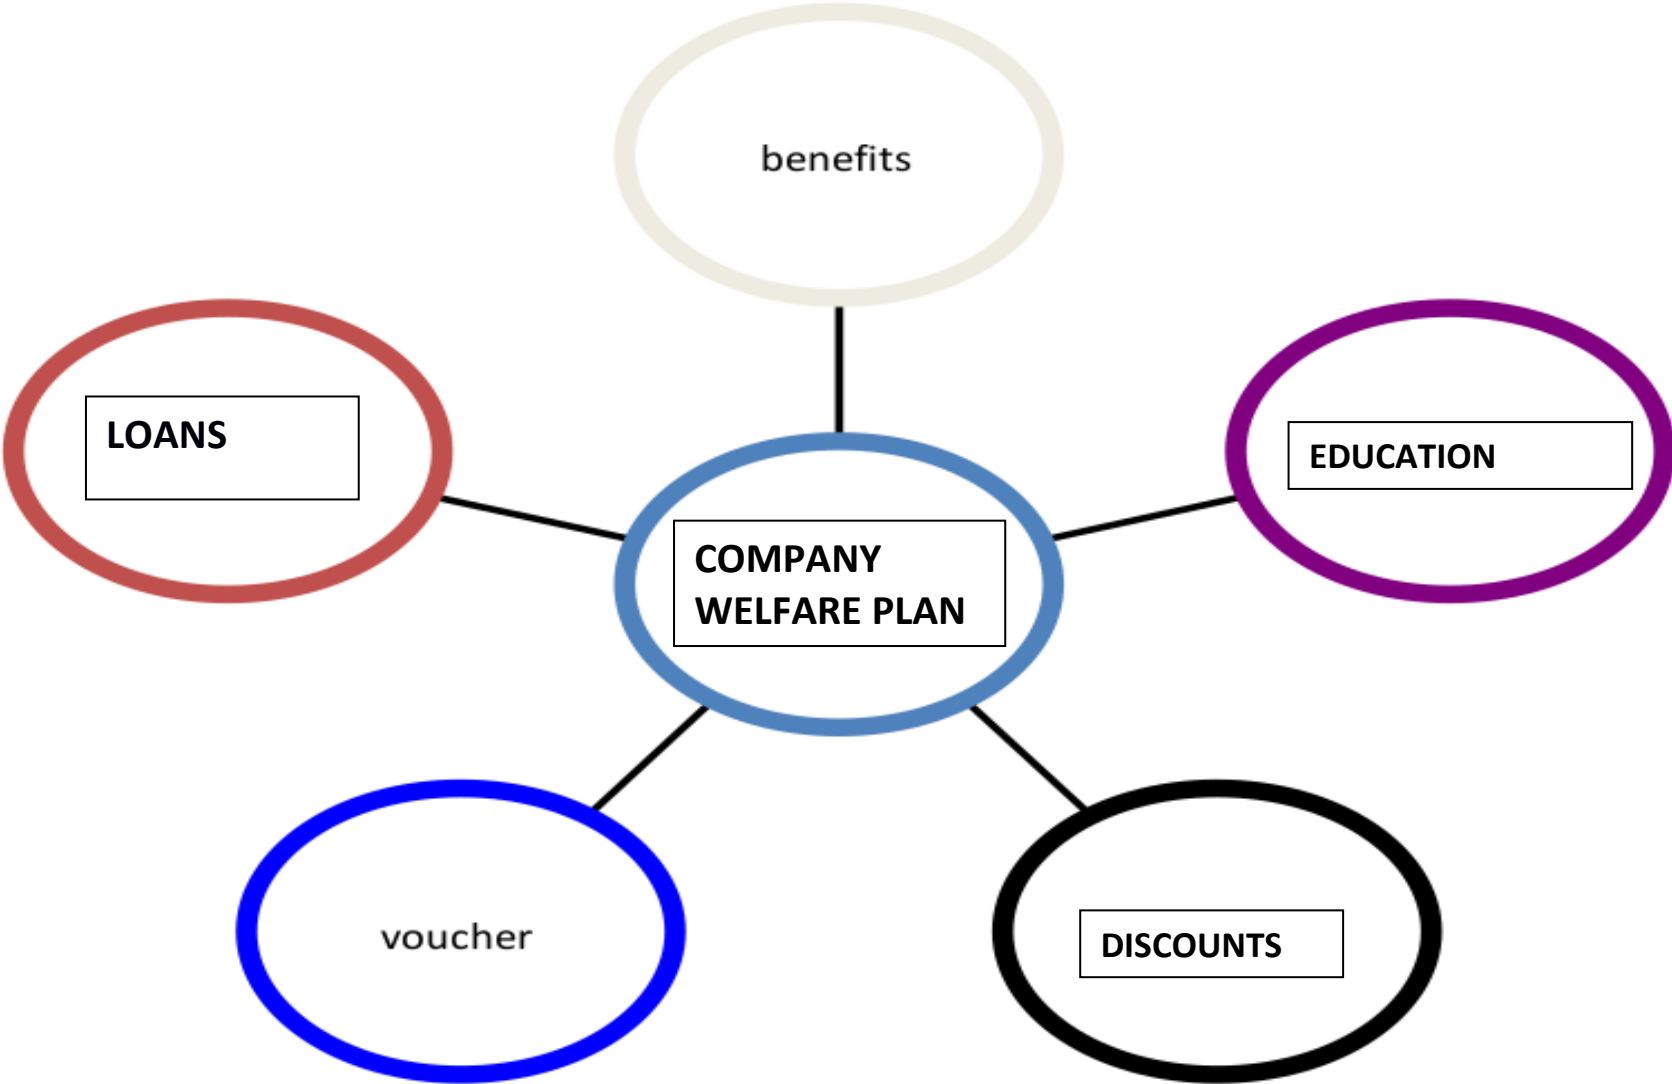 benefits
LOANS
EDUCATION
COMPANY
WELFARE PLAN
voucher
DISCOUNTS